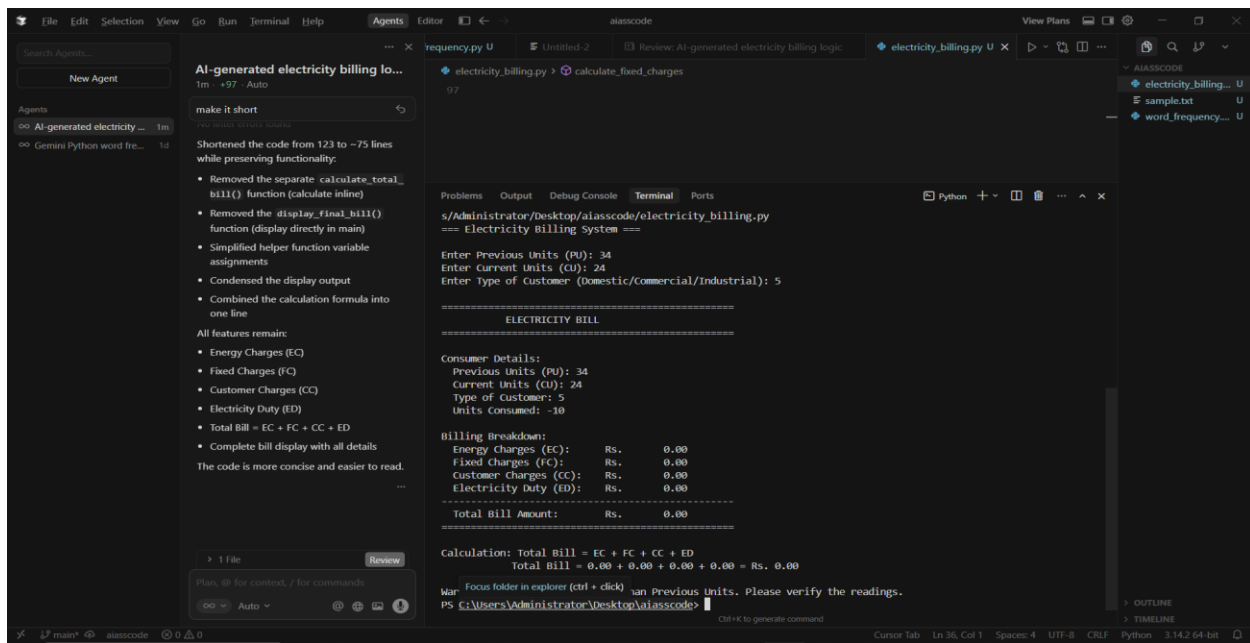 File Edit Selection View Go Run Terminal Help
Agents Editor
aiasscode
View Plans
Search Agents...
New Agent
Agents
AI-generated electricity ... 1m
Gemini Python word fre... 1d
AI-generated electricity billing lo...
1m · +97 · Auto
make it short
No linter errors found
Shortened the code from 123 to ~75 lines
while preserving functionality:
• Removed the separate calculate_total_
bill() function (calculate inline)
• Removed the display_final_bill()
function (display directly in main)
• Simplified helper function variable
assignments
• Condensed the display output
• Combined the calculation formula into
one line
All features remain:
• Energy Charges (EC)
• Fixed Charges (FC)
• Customer Charges (CC)
• Electricity Duty (ED)
• Total Bill = EC + FC + CC + ED
• Complete bill display with all details
The code is more concise and easier to read.
...
> 1 File
Review
Plan, @ for context, / for commands
Auto
requency.py U
Untitled-2
Review: AI-generated electricity billing logic
electricity_billing.py U
electricity_billing.py > calculate_fixed_charges
97
Problems Output Debug Console Terminal Ports
Python
s/Administrator/Desktop/aiasscode/electricity_billing.py
=== Electricity Billing System ===
Enter Previous Units (PU): 34
Enter Current Units (CU): 24
Enter Type of Customer (Domestic/Commercial/Industrial): 5
==================================================
ELECTRICITY BILL
==================================================
Consumer Details:
Previous Units (PU): 34
Current Units (CU): 24
Type of Customer: 5
Units Consumed: -10
Billing Breakdown:
Energy Charges (EC): Rs. 0.00
Fixed Charges (FC): Rs. 0.00
Customer Charges (CC): Rs. 0.00
Electricity Duty (ED): Rs. 0.00
--------------------------------------------------
Total Bill Amount: Rs. 0.00
==================================================
Calculation: Total Bill = EC + FC + CC + ED
Total Bill = 0.00 + 0.00 + 0.00 + 0.00 = Rs. 0.00
War Focus folder in explorer (ctrl + click) an Previous Units. Please verify the readings.
PS C:\Users\Administrator\Desktop\aiasscode>
Ctrl+K to generate command
AIASSCODE
electricity_billing... U
sample.txt U
word_frequency.... U
> OUTLINE
> TIMELINE
main* aiasscode 0 0
Cursor Tab Ln 36, Col 1 Spaces: 4 UTF-8 CRLF Python 3.14.2 64-bit